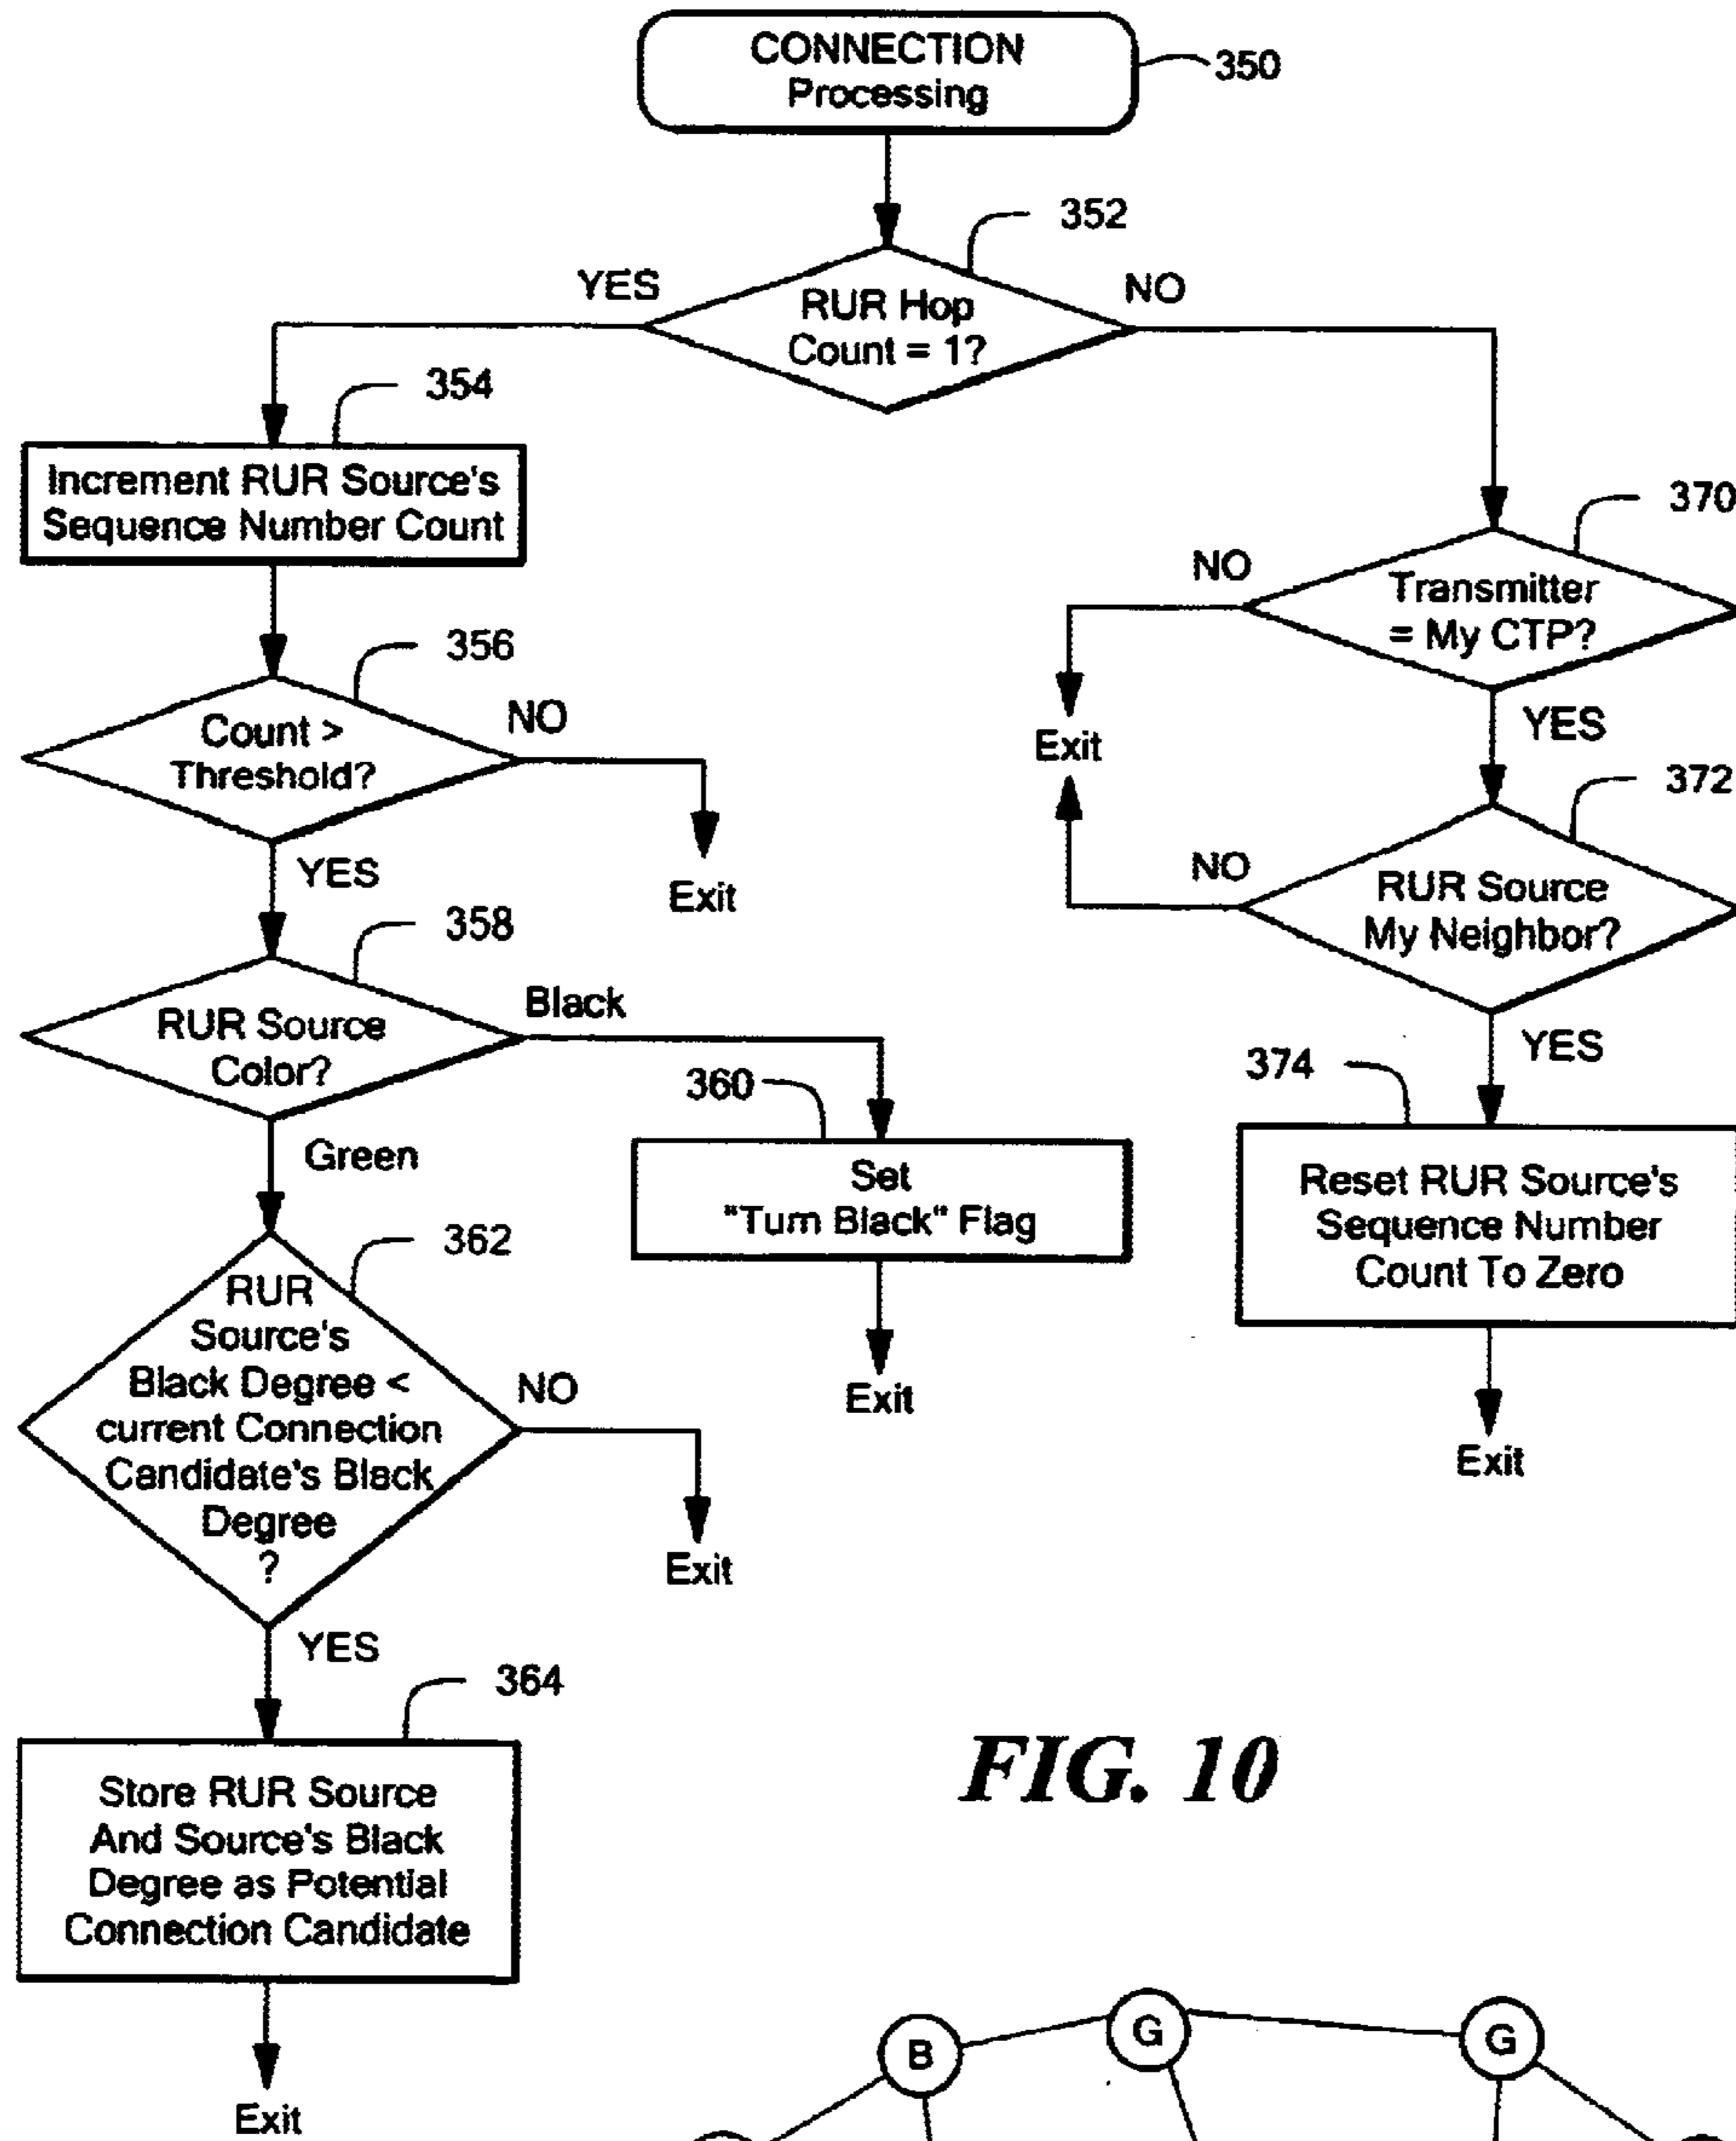 CONNECTION
Processing
350
352
YES
RUR Hop
Count = 1?
NO
354
Increment RUR Source's
Sequence Number Count
370
NO
Transmitter
= My CTP?
YES
Exit
356
Count >
Threshold?
NO
YES
Exit
372
NO
RUR Source
My Neighbor?
YES
358
RUR Source
Color?
Black
Green
360
Set
"Turn Black" Flag
Exit
374
Reset RUR Source's
Sequence Number
Count To Zero
Exit
362
RUR
Source's
Black Degree <
current Connection
Candidate's Black
Degree
?
NO
Exit
YES
364
Store RUR Source
And Source's Black
Degree as Potential
Connection Candidate
Exit
FIG. 10
B
G
G